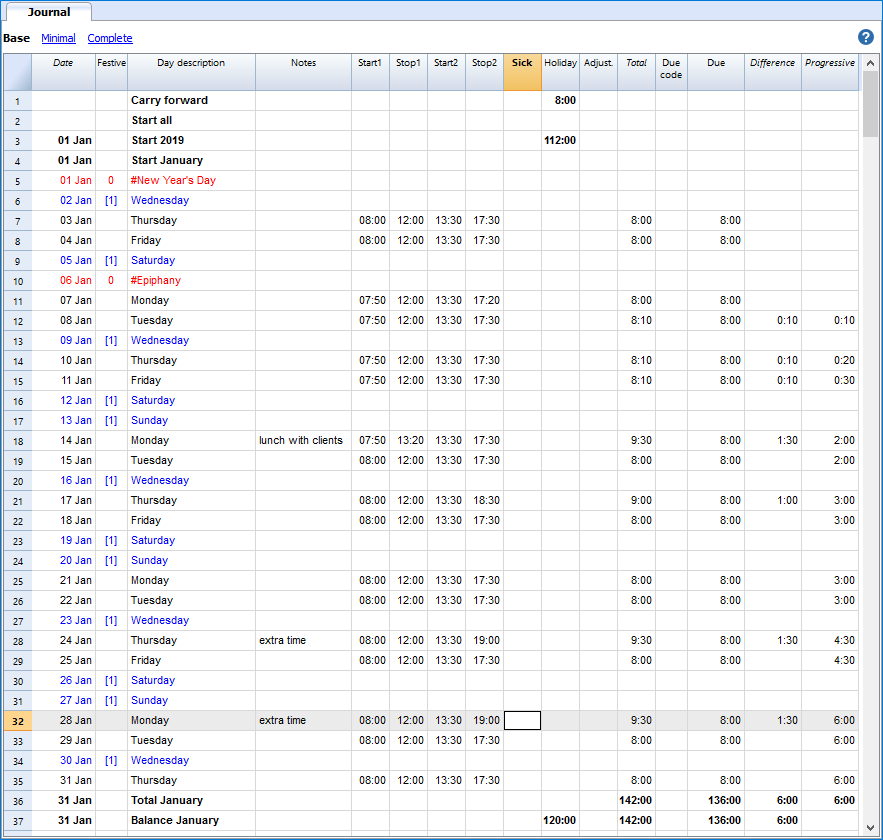 Journal
Base Minimal Complete ?
Date Festive Day description Notes Start1 Stop1 Start2 Stop2 Sick Holiday Adjust. Total Due code Due Difference Progressive
1 Carry forward 8:00
2 Start all
3 01 Jan Start 2019 112:00
4 01 Jan Start January
5 01 Jan 0 #New Year's Day
6 02 Jan [1] Wednesday
7 03 Jan Thursday 08:00 12:00 13:30 17:30 8:00 8:00
8 04 Jan Friday 08:00 12:00 13:30 17:30 8:00 8:00
9 05 Jan [1] Saturday
10 06 Jan 0 #Epiphany
11 07 Jan Monday 07:50 12:00 13:30 17:20 8:00 8:00
12 08 Jan Tuesday 07:50 12:00 13:30 17:30 8:10 8:00 0:10 0:10
13 09 Jan [1] Wednesday
14 10 Jan Thursday 07:50 12:00 13:30 17:30 8:10 8:00 0:10 0:20
15 11 Jan Friday 07:50 12:00 13:30 17:30 8:10 8:00 0:10 0:30
16 12 Jan [1] Saturday
17 13 Jan [1] Sunday
18 14 Jan Monday lunch with clients 07:50 13:20 13:30 17:30 9:30 8:00 1:30 2:00
19 15 Jan Tuesday 08:00 12:00 13:30 17:30 8:00 8:00 2:00
20 16 Jan [1] Wednesday
21 17 Jan Thursday 08:00 12:00 13:30 18:30 9:00 8:00 1:00 3:00
22 18 Jan Friday 08:00 12:00 13:30 17:30 8:00 8:00 3:00
23 19 Jan [1] Saturday
24 20 Jan [1] Sunday
25 21 Jan Monday 08:00 12:00 13:30 17:30 8:00 8:00 3:00
26 22 Jan Tuesday 08:00 12:00 13:30 17:30 8:00 8:00 3:00
27 23 Jan [1] Wednesday
28 24 Jan Thursday extra time 08:00 12:00 13:30 19:00 9:30 8:00 1:30 4:30
29 25 Jan Friday 08:00 12:00 13:30 17:30 8:00 8:00 4:30
30 26 Jan [1] Saturday
31 27 Jan [1] Sunday
32 28 Jan Monday extra time 08:00 12:00 13:30 19:00 9:30 8:00 1:30 6:00
33 29 Jan Tuesday 08:00 12:00 13:30 17:30 8:00 8:00 6:00
34 30 Jan [1] Wednesday
35 31 Jan Thursday 08:00 12:00 13:30 17:30 8:00 8:00 6:00
36 31 Jan Total January 142:00 136:00 6:00 6:00
37 31 Jan Balance January 120:00 142:00 136:00 6:00